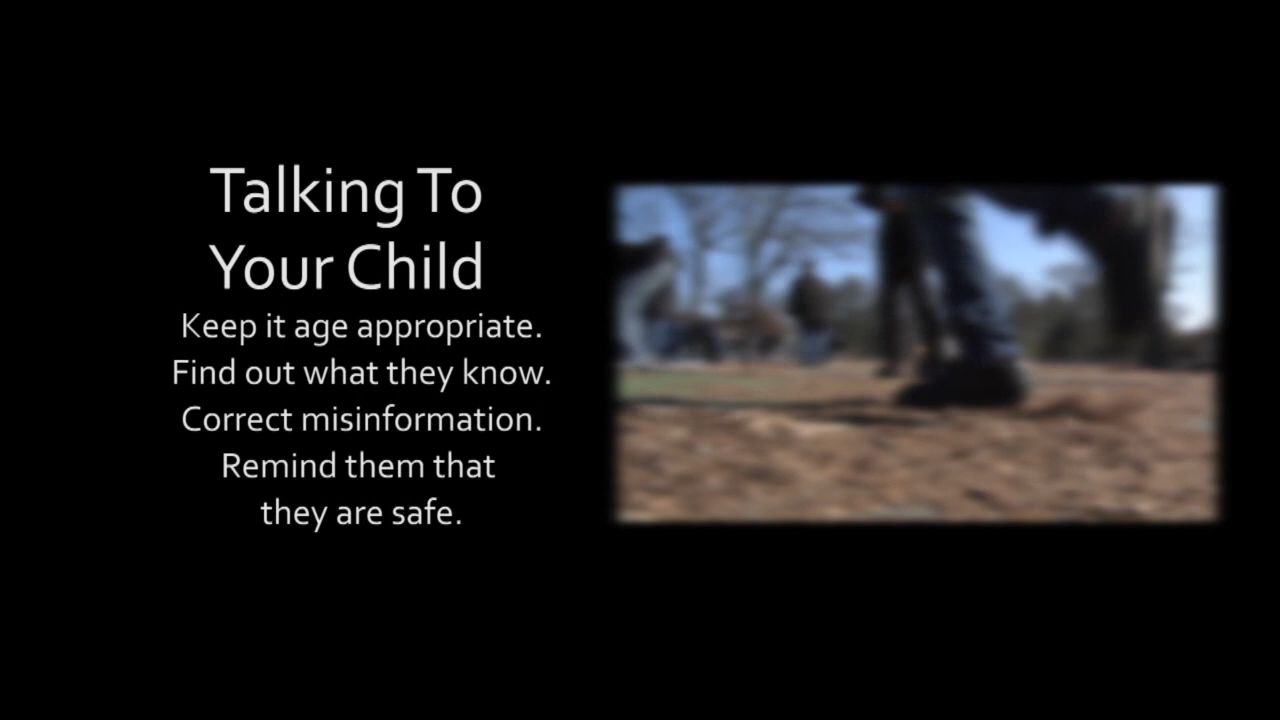 Talking To
Your Child
Keep it age appropriate.
Find out what they know.
Correct misinformation.
Remind them that
they are safe.